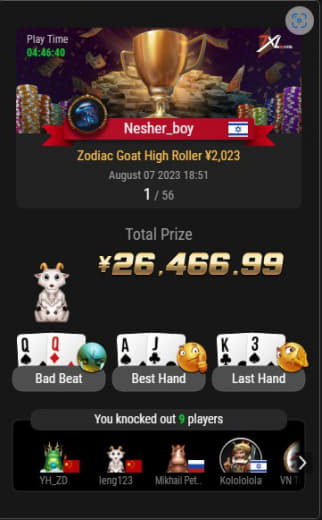 Play Time
04:46:40
7XL
Nesher_boy
Zodiac Goat High Roller ¥2,023
August 07 2023 18:51
1 / 56
Total Prize
¥26,466.99
Q Q A J K 3
Bad Beat Best Hand Last Hand
You knocked out 9 players
YH_ZD leng123 Mikhail Pet.. Kolololola VN T